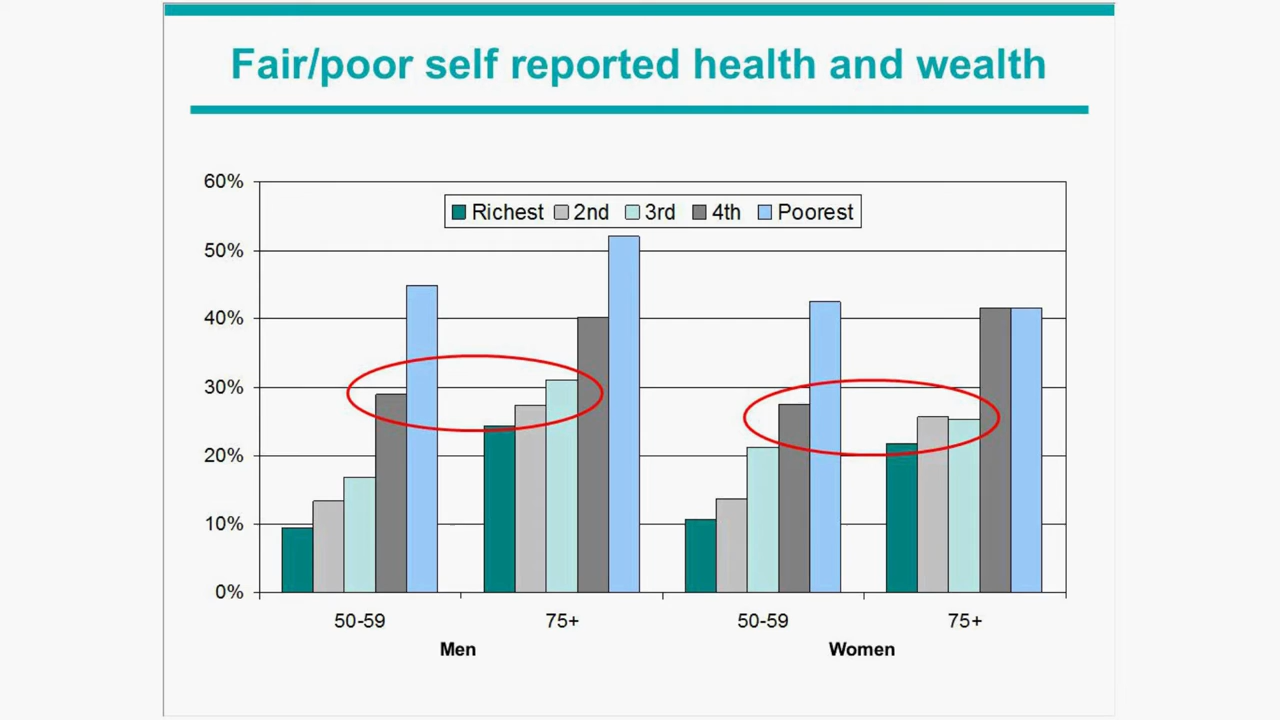 Fair/poor self reported health and wealth
60%
Richest 2nd 3rd 4th Poorest
50%
40%
30%
20%
10%
0%
50-59 75+ 50-59 75+
Men Women